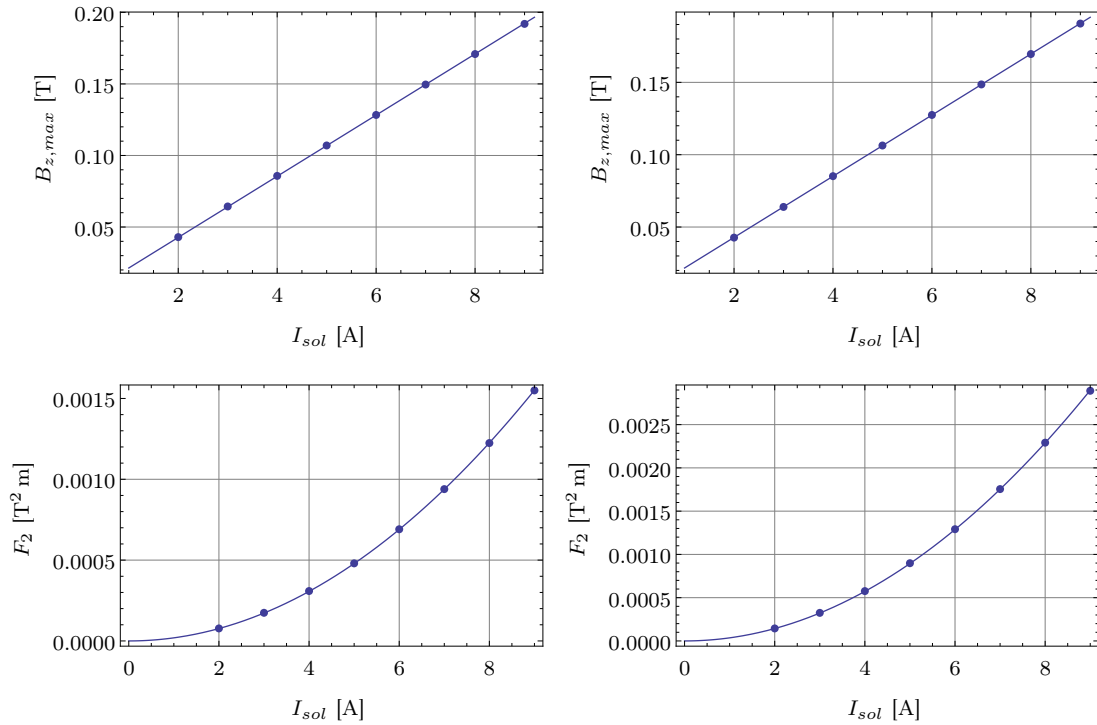 0.20
0.15
0.10
0.05
B_{z,max} [T]
2 4 6 8
I_{sol} [A]
0.15
0.10
0.05
B_{z,max} [T]
2 4 6 8
I_{sol} [A]
0.0015
0.0010
0.0005
0.0000
F_2 [T^2 m]
0 2 4 6 8
I_{sol} [A]
0.0025
0.0020
0.0015
0.0010
0.0005
0.0000
F_2 [T^2 m]
0 2 4 6 8
I_{sol} [A]